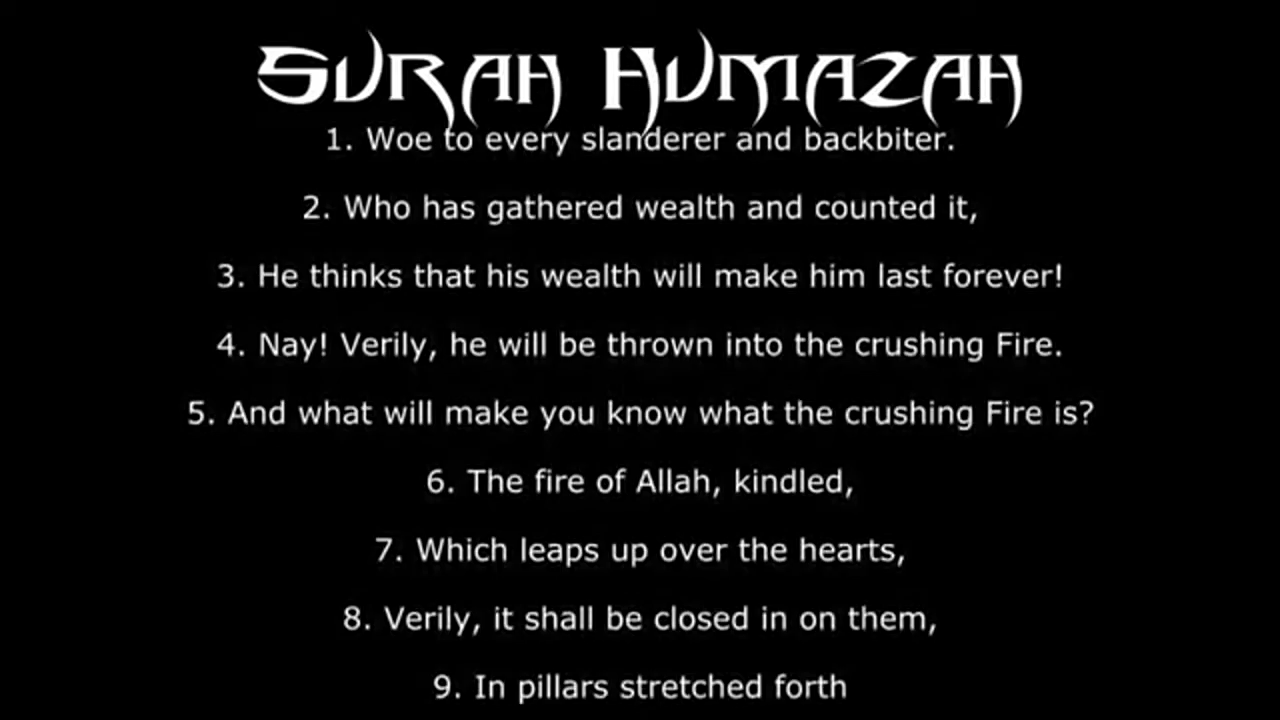 SURAH HUMAZAH
1. Woe to every slanderer and backbiter.
2. Who has gathered wealth and counted it,
3. He thinks that his wealth will make him last forever!
4. Nay! Verily, he will be thrown into the crushing Fire.
5. And what will make you know what the crushing Fire is?
6. The fire of Allah, kindled,
7. Which leaps up over the hearts,
8. Verily, it shall be closed in on them,
9. In pillars stretched forth